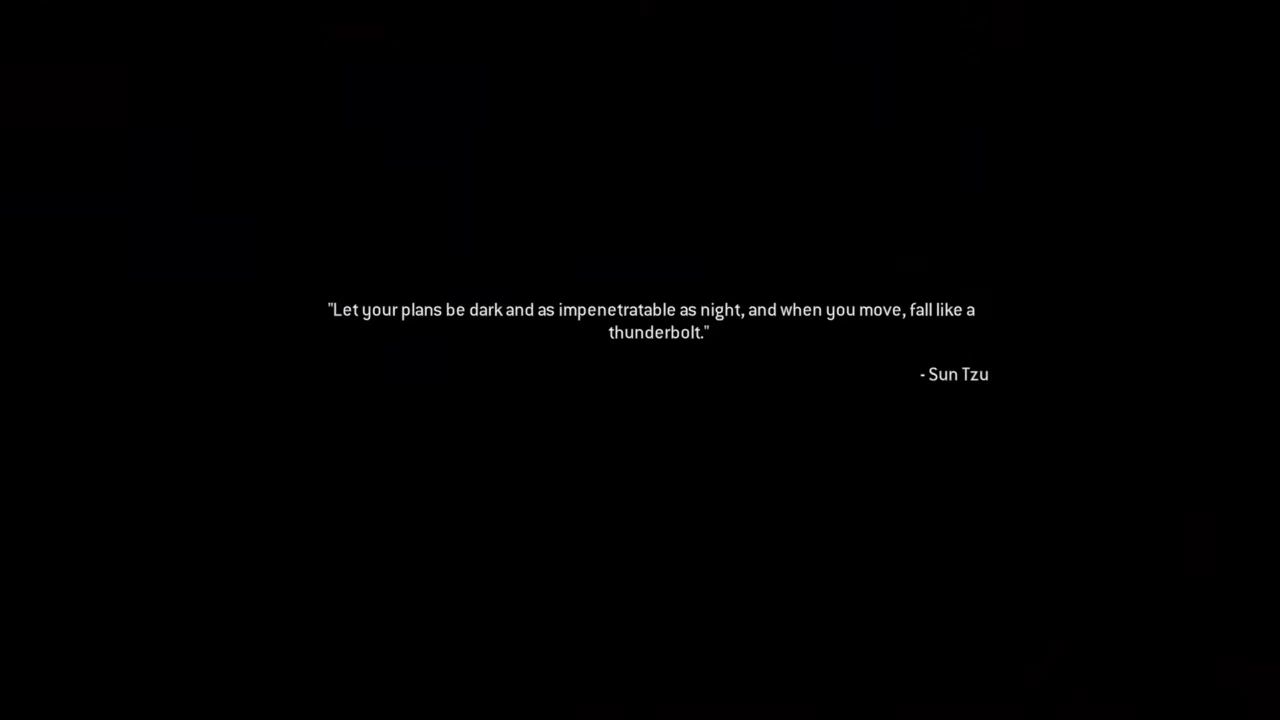 "Let your plans be dark and as impenetratable as night, and when you move, fall like a
thunderbolt."
- Sun Tzu